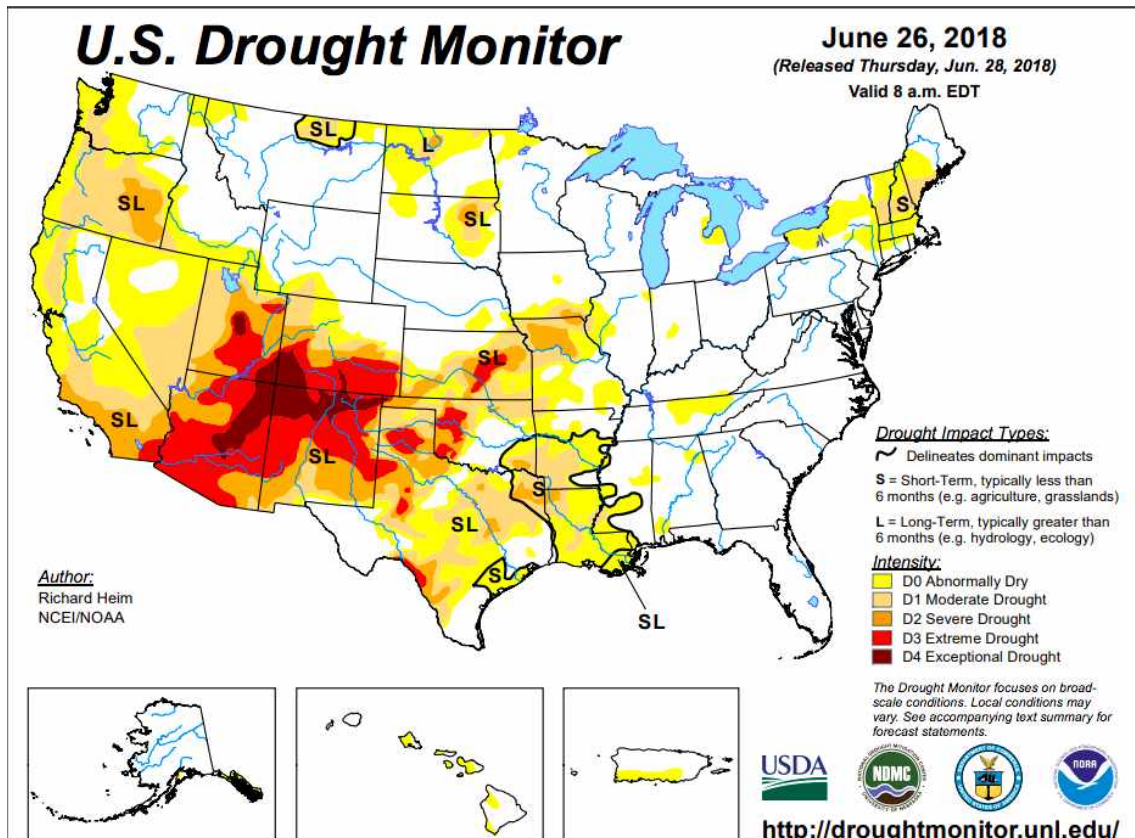 U.S. Drought Monitor
June 26, 2018
(Released Thursday, Jun. 28, 2018)
Valid 8 a.m. EDT
SL
L
SL
SL
S
SL
SL
SL
S
SL
S
SL
Author:
Richard Heim
NCEI/NOAA
Drought Impact Types:
Delineates dominant impacts
S = Short-Term, typically less than
6 months (e.g. agriculture, grasslands)
L = Long-Term, typically greater than
6 months (e.g. hydrology, ecology)
Intensity:
D0 Abnormally Dry
D1 Moderate Drought
D2 Severe Drought
D3 Extreme Drought
D4 Exceptional Drought
The Drought Monitor focuses on broad-
scale conditions. Local conditions may
vary. See accompanying text summary for
forecast statements.
USDA
NDMC
NOAA
http://droughtmonitor.unl.edu/